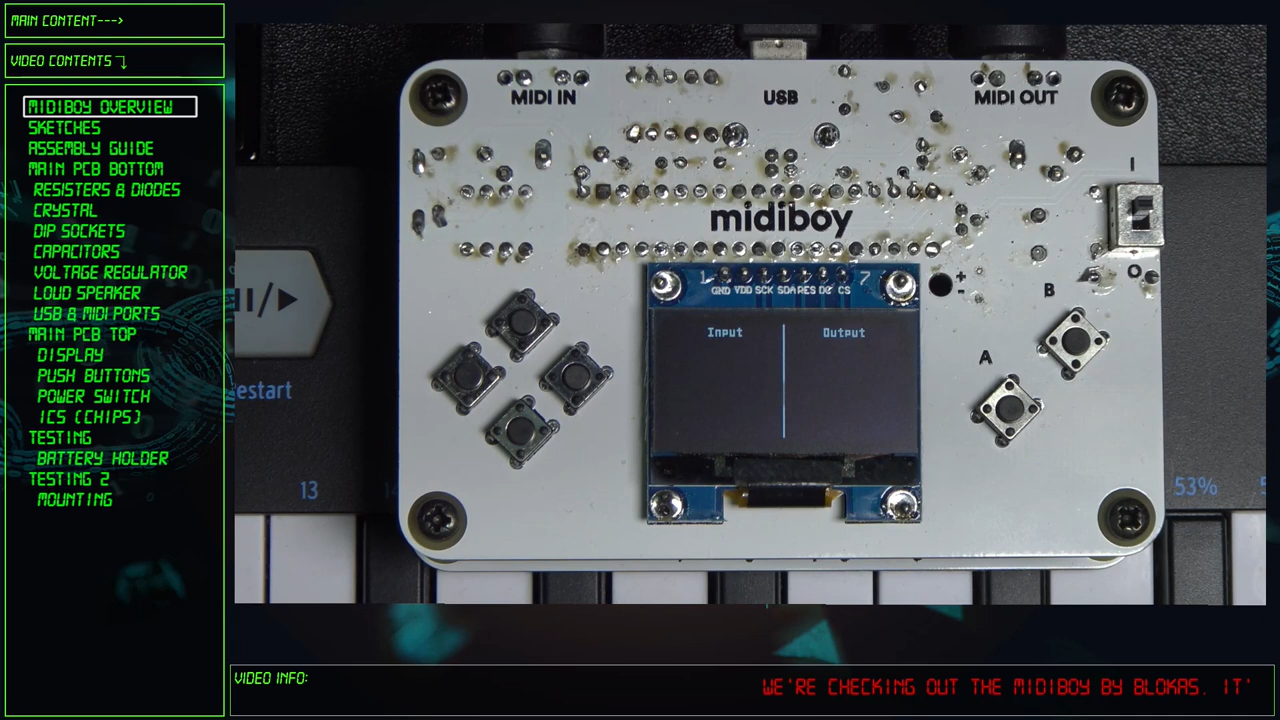 MAIN CONTENT--->
VIDEO CONTENTS
MIDIBOY OVERVIEW
SKETCHES
ASSEMBLY GUIDE
MAIN PCB BOTTOM
RESISTERS & DIODES
CRYSTAL
DIP SOCKETS
CAPACITORS
VOLTAGE REGULATOR
LOUD SPEAKER
USB & MIDI PORTS
MAIN PCB TOP
DISPLAY
PUSH BUTTONS
POWER SWITCH
ICS (CHIPS)
TESTING
BATTERY HOLDER
TESTING 2
MOUNTING
MIDI IN
USB
MIDI OUT
I
midiboy
O
+
-
1
7
GND VDD SCK SDA RES DC CS
B
A
Input
Output
estart
13
1
53%
VIDEO INFO:
WE'RE CHECKING OUT THE MIDIBOY BY BLOKAS. IT'